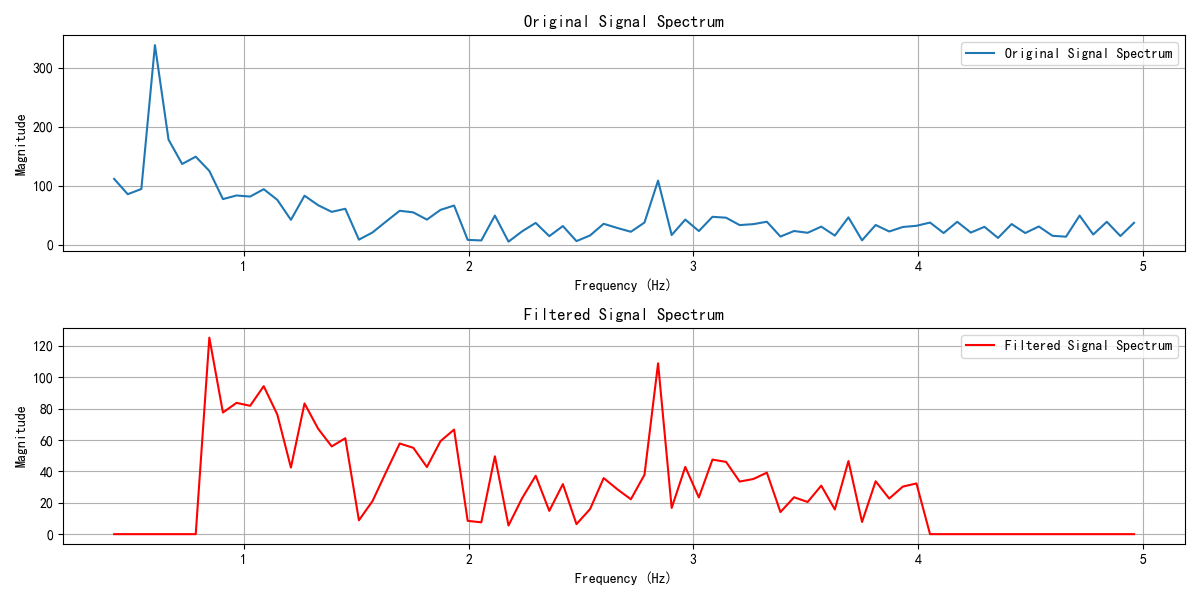 Original Signal Spectrum
Original Signal Spectrum
300
200
100
0
Magnitude
1 2 3 4 5
Frequency (Hz)
Filtered Signal Spectrum
Filtered Signal Spectrum
120
100
80
60
40
20
0
Magnitude
1 2 3 4 5
Frequency (Hz)